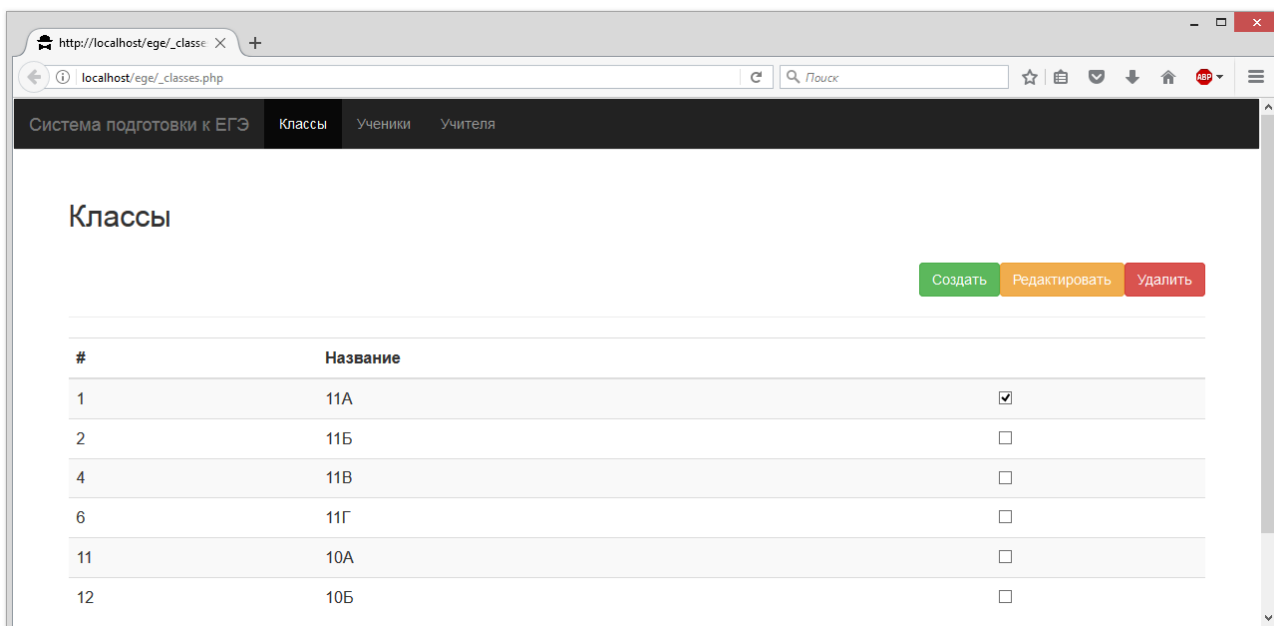 http://localhost/ege/_classe
localhost/ege/_classes.php
Поиск
ABP
Система подготовки к ЕГЭ Классы Ученики Учителя
Классы
Создать Редактировать Удалить
# Название
1 11А
2 11Б
4 11В
6 11Г
11 10А
12 10Б